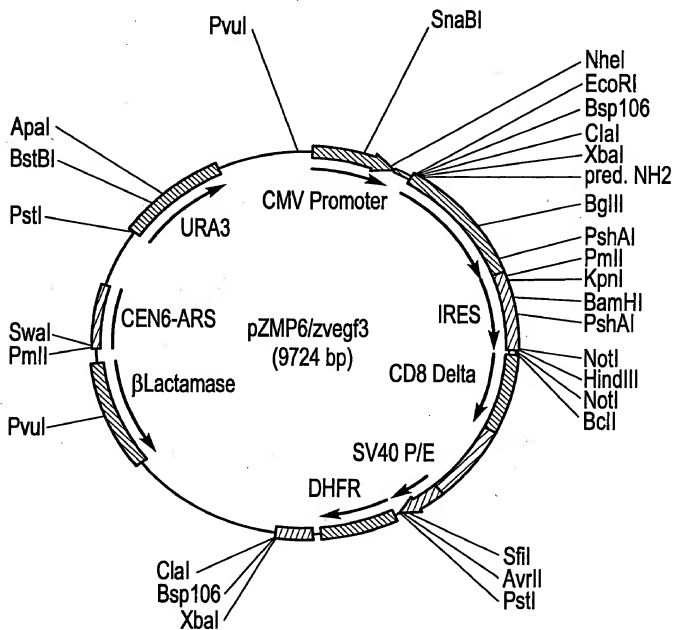 PvuI
SnaBI
NheI
EcoRI
Bsp106
ClaI
XbaI
pred. NH2
BglII
PshAI
PmlI
KpnI
BamHI
PshAI
NotI
HindIII
NotI
BclI
SfiI
AvrII
PstI
ClaI
Bsp106
XbaI
PvuI
PmlI
SwaI
PstI
BstBI
ApaI
CMV Promoter
URA3
IRES
CEN6-ARS
pZMP6/zvegf3
(9724 bp)
CD8 Delta
βLactamase
SV40 P/E
DHFR